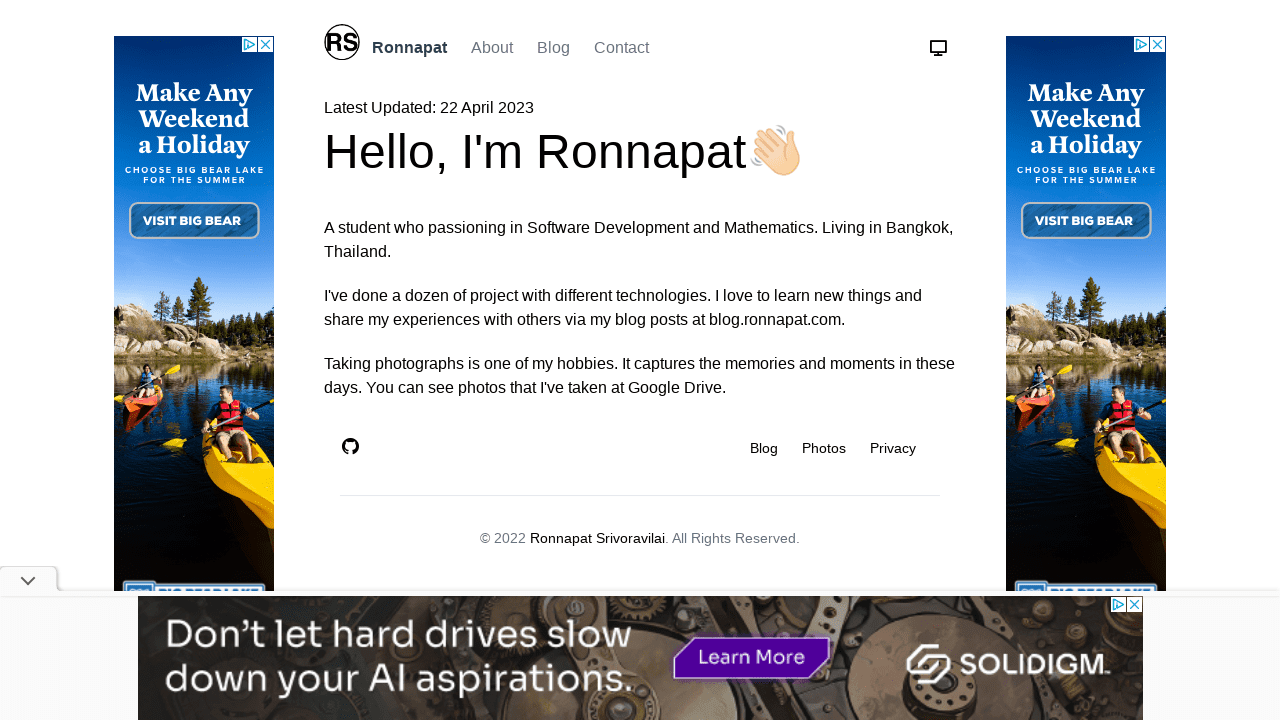 RS
Ronnapat About Blog Contact
Latest Updated: 22 April 2023
Hello, I'm Ronnapat👋🏻
A student who passioning in Software Development and Mathematics. Living in Bangkok,
Thailand.
I've done a dozen of project with different technologies. I love to learn new things and
share my experiences with others via my blog posts at blog.ronnapat.com.
Taking photographs is one of my hobbies. It captures the memories and moments in these
days. You can see photos that I've taken at Google Drive.
Blog Photos Privacy
© 2022 Ronnapat Srivoravilai. All Rights Reserved.
Make Any
Weekend
a Holiday
CHOOSE BIG BEAR LAKE
FOR THE SUMMER
VISIT BIG BEAR
BIG BEAR LAKE
Make Any
Weekend
a Holiday
CHOOSE BIG BEAR LAKE
FOR THE SUMMER
VISIT BIG BEAR
BIG BEAR LAKE
Don't let hard drives slow
down your AI aspirations.
Learn More
SOLIDIGM